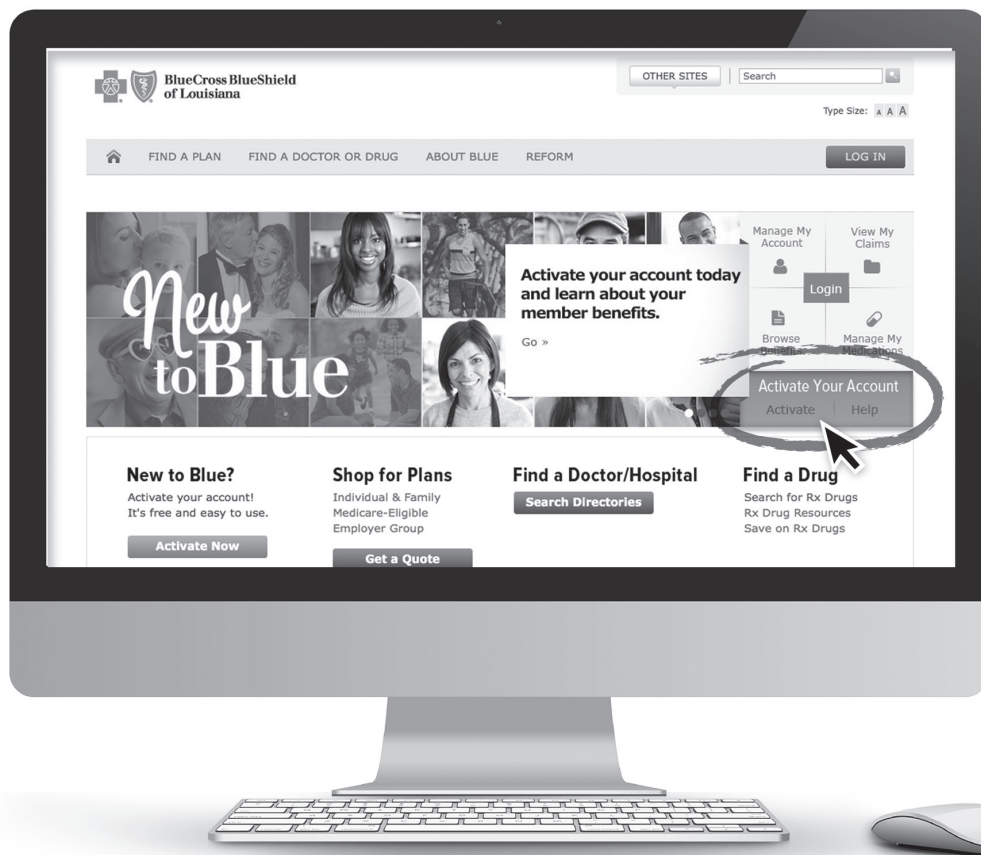 BlueCross BlueShield
of Louisiana
OTHER SITES
Search
Type Size: A A A
FIND A PLAN
FIND A DOCTOR OR DRUG
ABOUT BLUE
REFORM
LOG IN
New
to Blue
Activate your account today
and learn about your
member benefits.
Go »
Manage My
Account
View My
Claims
Login
Browse
Benefits
Manage My
Medications
Activate Your Account
Activate
Help
New to Blue?
Activate your account!
It's free and easy to use.
Activate Now
Shop for Plans
Individual & Family
Medicare-Eligible
Employer Group
Get a Quote
Find a Doctor/Hospital
Search Directories
Find a Drug
Search for Rx Drugs
Rx Drug Resources
Save on Rx Drugs